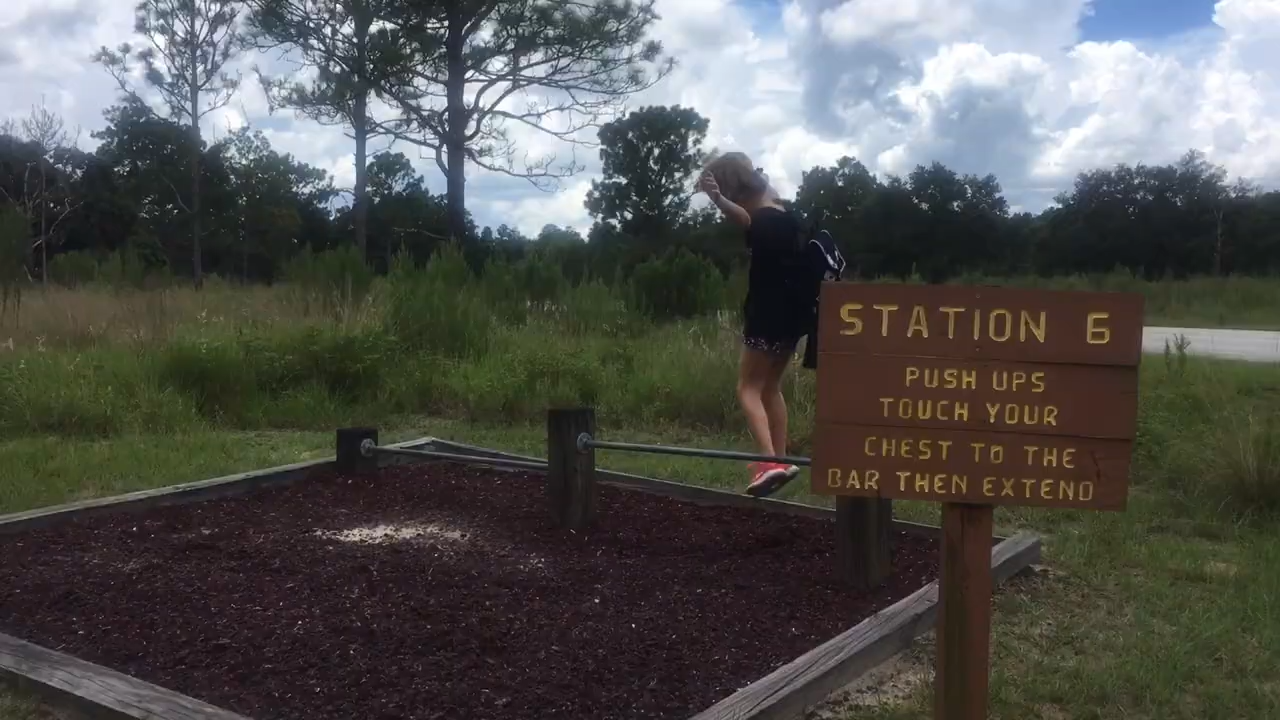 STATION 6
PUSH UPS
TOUCH YOUR
CHEST TO THE
BAR THEN EXTEND